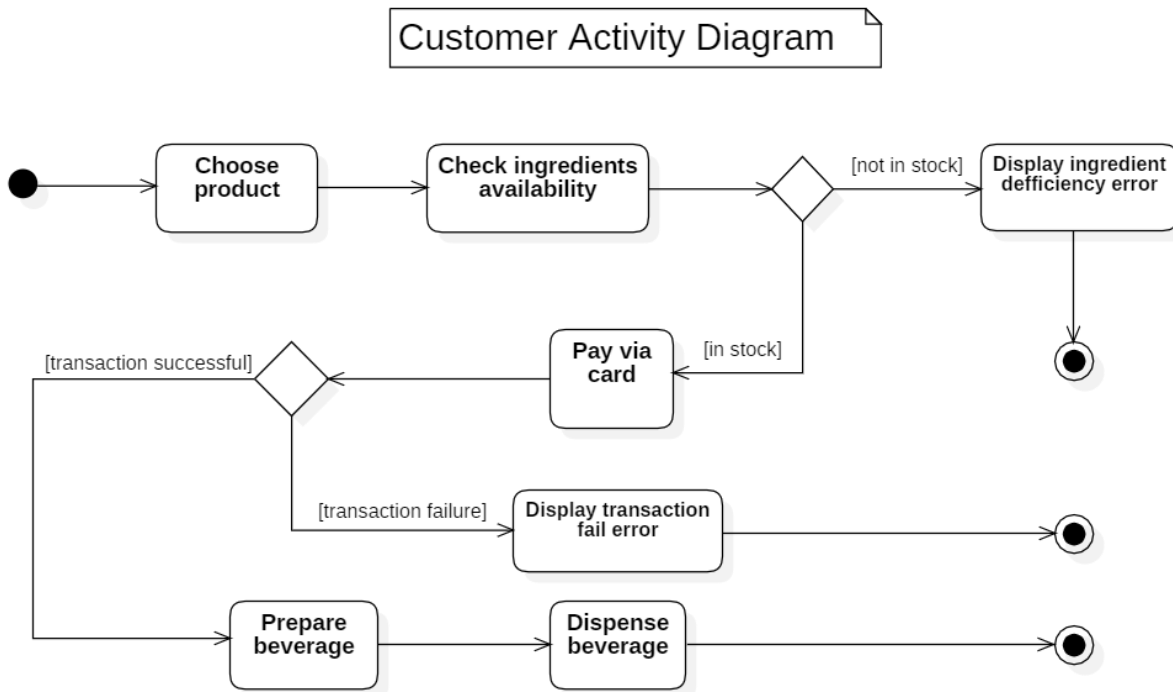 Customer Activity Diagram
Choose
product
Check ingredients
availability
[not in stock]
Display ingredient
defficiency error
[in stock]
Pay via
card
[transaction successful]
[transaction failure]
Display transaction
fail error
Prepare
beverage
Dispense
beverage